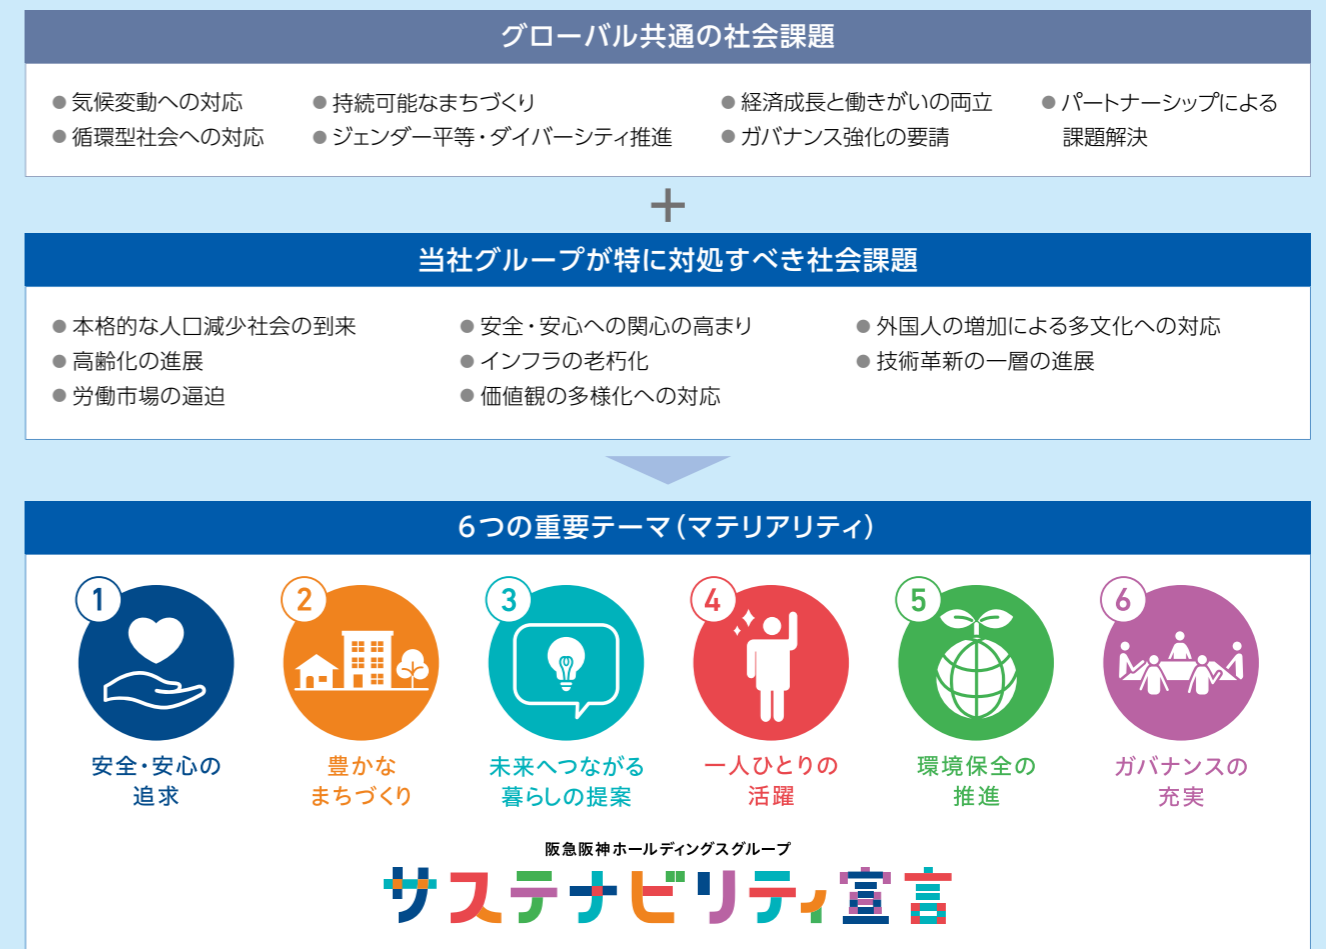 グローバル共通の社会課題
● 気候変動への対応
● 循環型社会への対応
● 持続可能なまちづくり
● ジェンダー平等・ダイバーシティ推進
● 経済成長と働きがいの両立
● ガバナンス強化の要請
● パートナーシップによる
課題解決
+
当社グループが特に対処すべき社会課題
● 本格的な人口減少社会の到来
● 高齢化の進展
● 労働市場の逼迫
● 安全・安心への関心の高まり
● インフラの老朽化
● 価値観の多様化への対応
● 外国人の増加による多文化への対応
● 技術革新の一層の進展
6つの重要テーマ(マテリアリティ)
1
安全・安心の
追求
2
豊かな
まちづくり
3
未来へつながる
暮らしの提案
4
一人ひとりの
活躍
5
環境保全の
推進
6
ガバナンスの
充実
阪急阪神ホールディングスグループ
サステナビリティ宣言